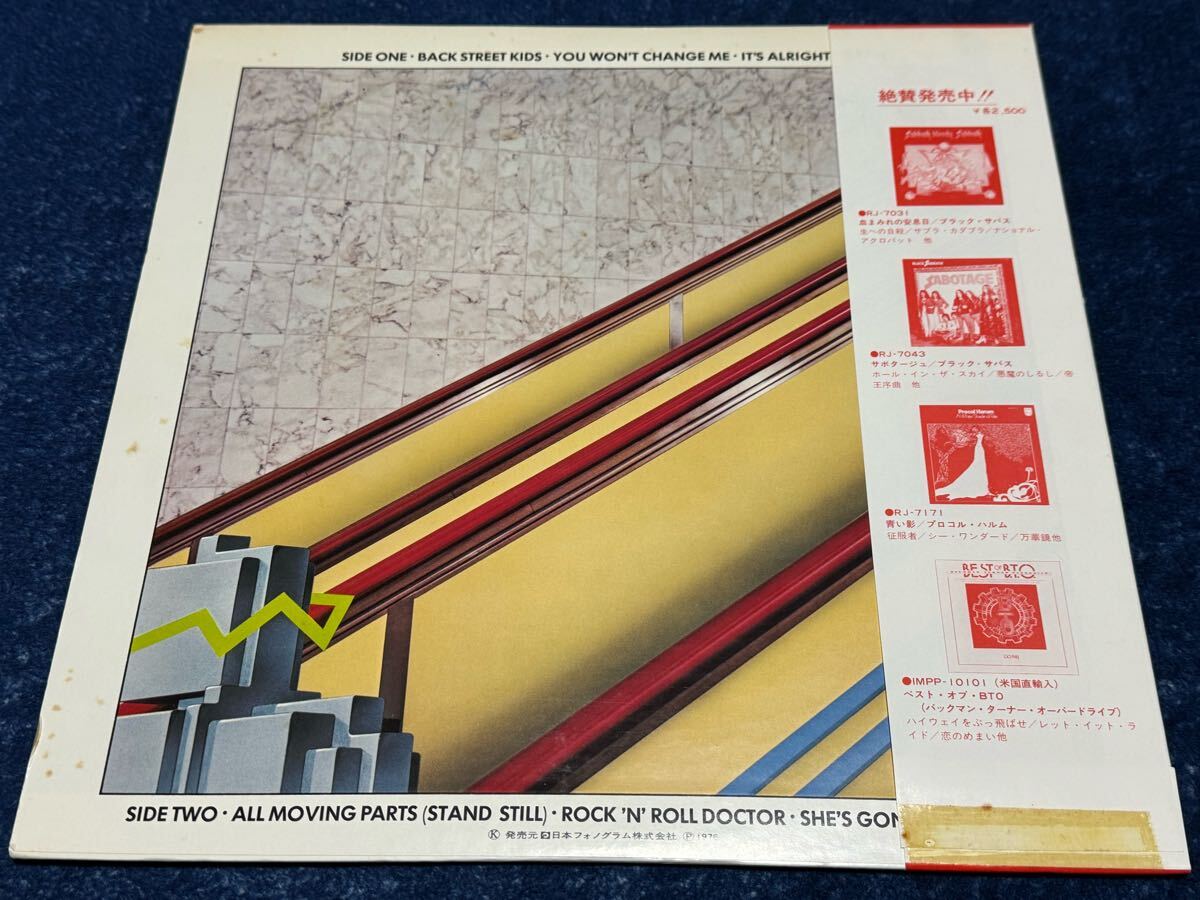 SIDE ONE · BACK STREET KIDS · YOU WON'T CHANGE ME · IT'S ALRIGHT
絶賛発売中!!
¥各2,500
Sabbath Bloody Sabbath
●RJ-7031
血まみれの安息日/ブラック・サバス
生への自殺/サブラ・カダブラ/ナショナル・
アクロバット 他
BLACK SABBATH
SABOTAGE
●RJ-7043
サボタージュ/ブラック・サバス
ホール・イン・ザ・スカイ/悪魔のしるし/帝
王序曲 他
Procol Harum
●RJ-7171
青い影/プロコル・ハルム
征服者/シー・ワンダード/万華鏡他
BEST OF B.T.O.
●IMPP-10101 (米国直輸入)
ベスト・オブ・BTO
(バックマン・ターナー・オーバードライブ)
ハイウェイをぶっ飛ばせ/レット・イット・ラ
イド/恋のめまい他
SIDE TWO · ALL MOVING PARTS (STAND STILL) · ROCK 'N' ROLL DOCTOR · SHE'S GON
Ⓚ 発売元 日本フォノグラム株式会社 Ⓟ 1976